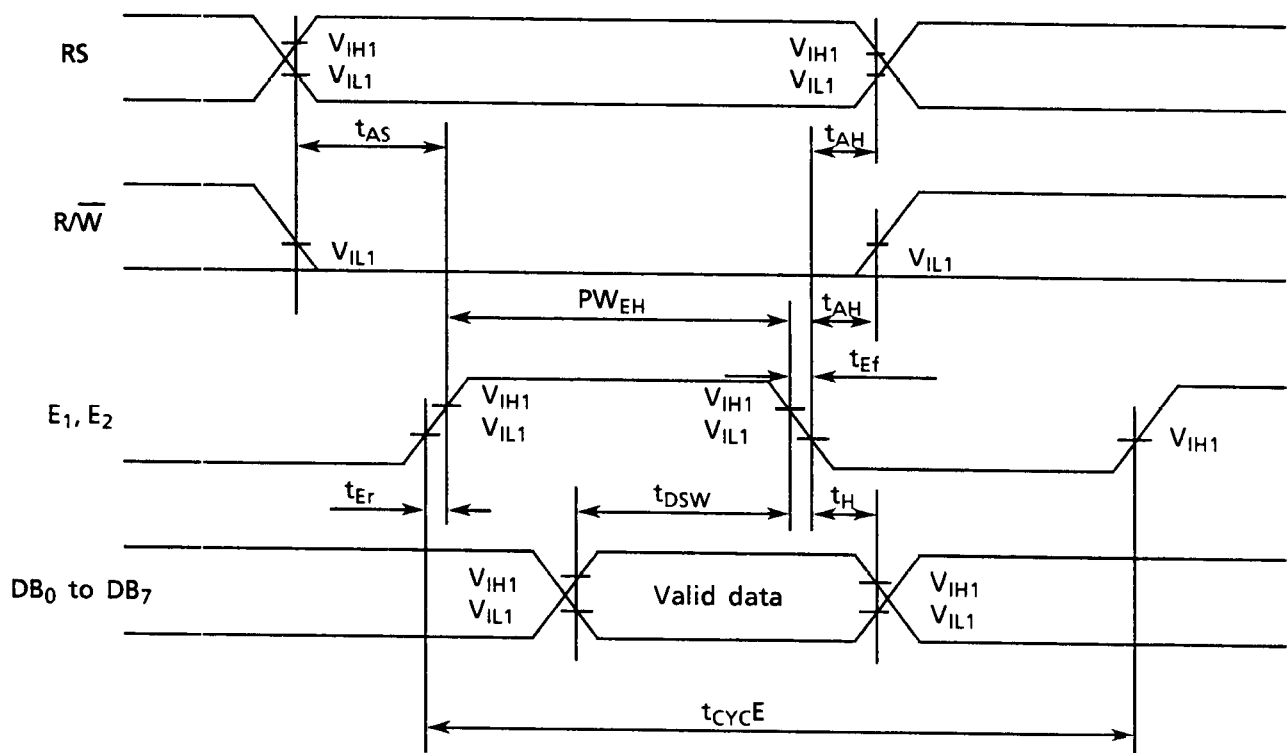 RS
V_IH1
V_IL1
V_IH1
V_IL1
t_AS
t_AH
R/W̅
V_IL1
V_IL1
PW_EH
t_AH
t_Ef
E₁, E₂
V_IH1
V_IL1
V_IH1
V_IL1
V_IH1
t_Er
t_DSW
t_H
DB₀ to DB₇
V_IH1
V_IL1
Valid data
V_IH1
V_IL1
t_CYCE